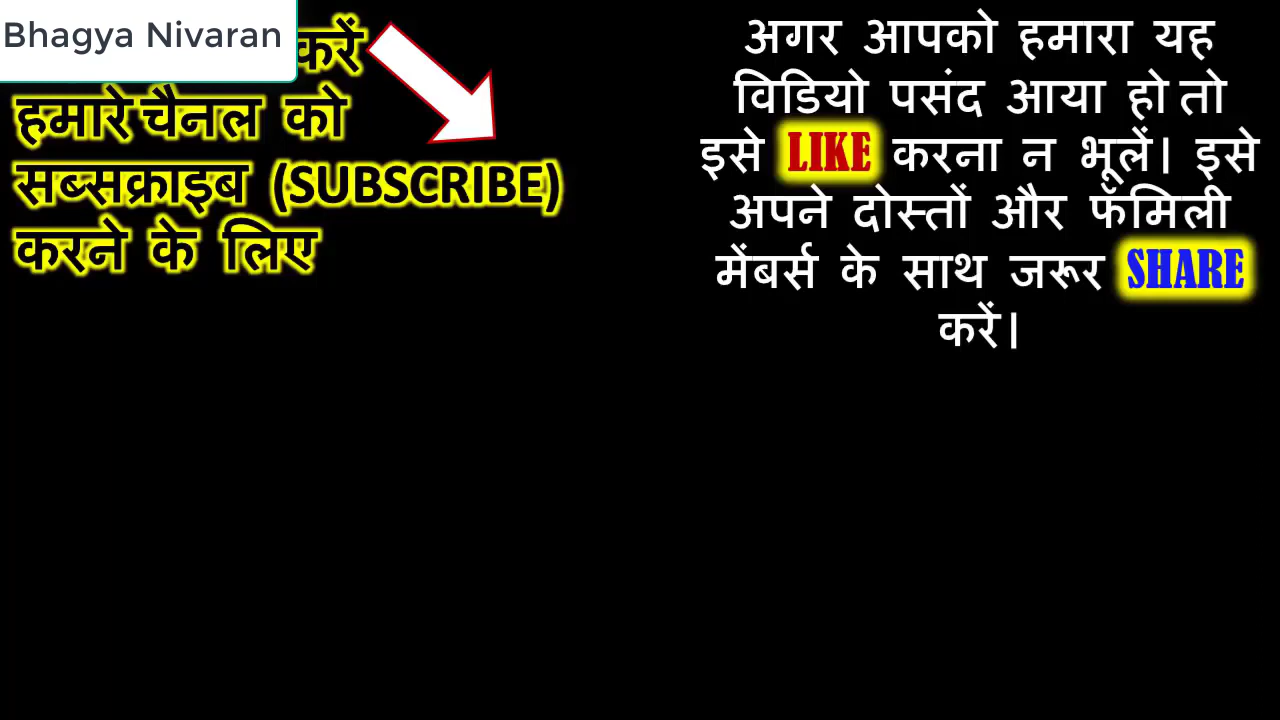 Bhagya Nivaran
करें
हमारे चैनल को
सब्सक्राइब (SUBSCRIBE)
करने के लिए
अगर आपको हमारा यह
विडियो पसंद आया हो तो
इसे LIKE करना न भूलें। इसे
अपने दोस्तों और फॅमिली
मेंबर्स के साथ जरूर SHARE
करें।